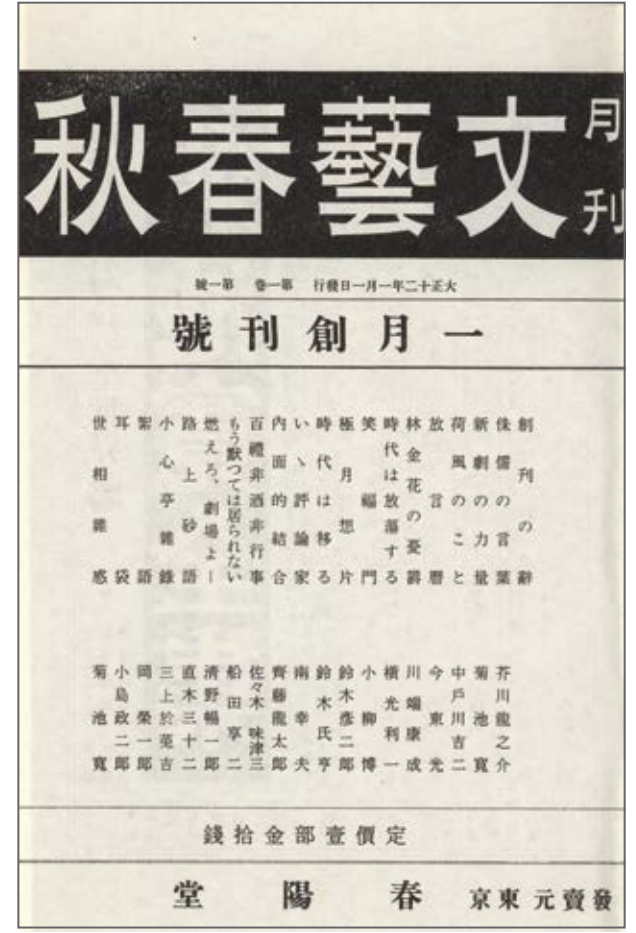 月刊
文藝春秋
大正十二年一月一日發行　第一卷　第一號
一月創刊號
創刊の辭
侏儒の言葉　芥川龍之介
新劇の力量　菊池寛
荷風のこと　中戸川吉二
放言暦　今東光
林金花の憂欝　川端康成
時代は放蕩する　横光利一
笑福門　小柳博
極月想片　鈴木彦二郎
時代は移る　鈴木氏亨
いゝ評論家　南幸夫
内面的結合　齊藤龍太郎
百禮非酒非行事　佐々木味津三
もう默つては居られない　船田享二
燃えろ、劇場よ―　清野暢一郎
路上砂語　直木三十二
小心亭雜錄　三上於菟吉
絮語　岡榮一郎
耳袋　小島政二郎
世相雜感　菊池寛
定價壹部金拾錢
發賣元東京　春陽堂